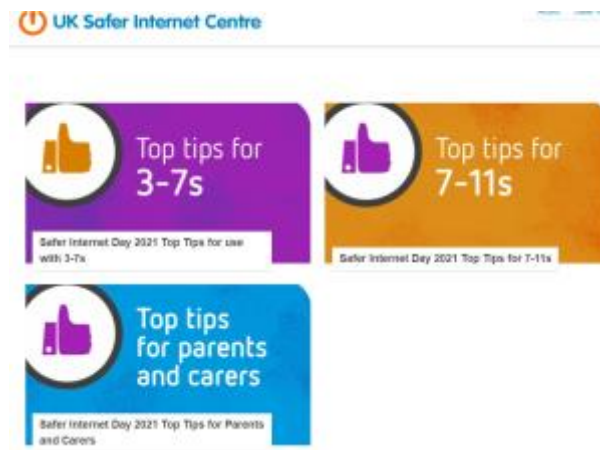 UK Safer Internet Centre
Top tips for
3-7s
Safer Internet Day 2021 Top Tips for use
with 3-7s
Top tips for
7-11s
Safer Internet Day 2021 Top Tips for 7-11s
Top tips
for parents
and carers
Safer Internet Day 2021 Top Tips for Parents
and Carers